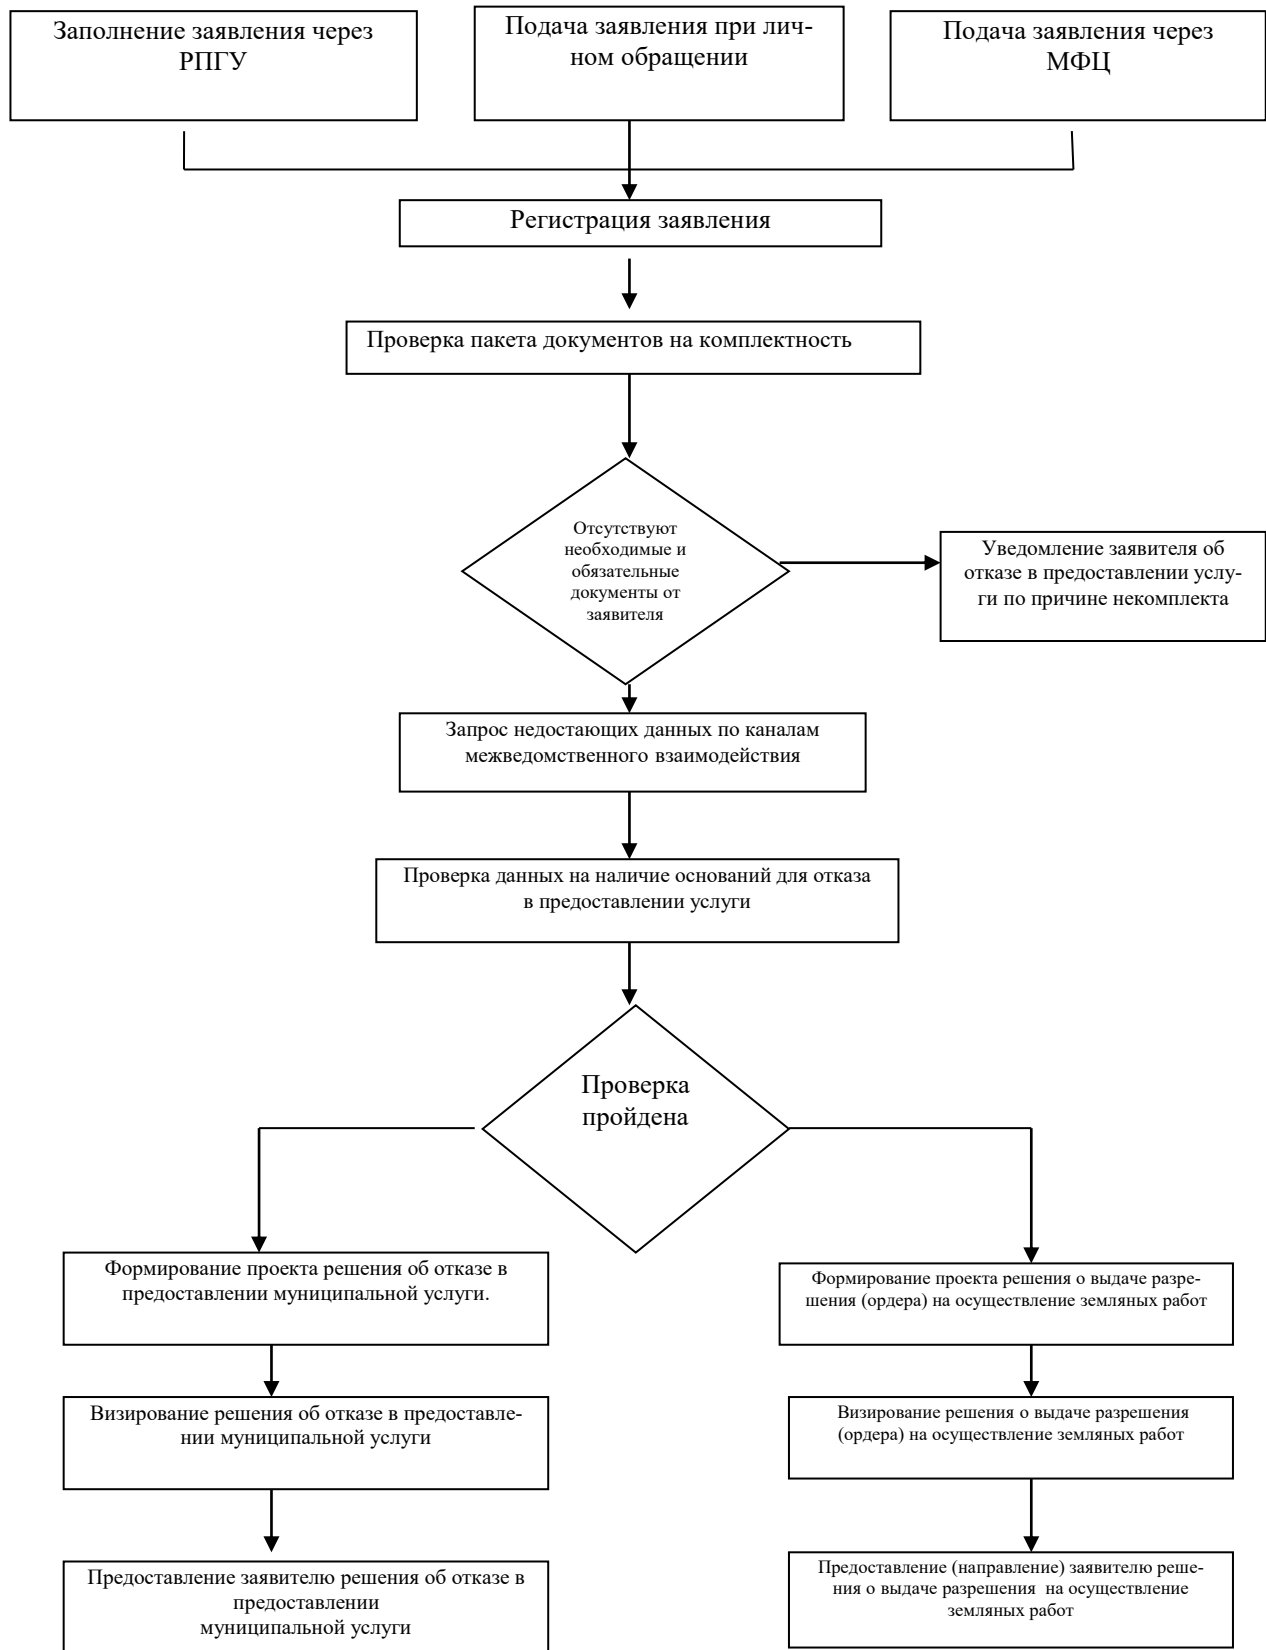 Заполнение заявления через
РПГУ
Подача заявления при лич-
ном обращении
Подача заявления через
МФЦ
Регистрация заявления
Проверка пакета документов на комплектность
Отсутствуют
необходимые и
обязательные
документы от
заявителя
Уведомление заявителя об
отказе в предоставлении услу-
ги по причине некомплекта
Запрос недостающих данных по каналам
межведомственного взаимодействия
Проверка данных на наличие оснований для отказа
в предоставлении услуги
Проверка
пройдена
Формирование проекта решения об отказе в
предоставлении муниципальной услуги.
Формирование проекта решения о выдаче разре-
шения (ордера) на осуществление земляных работ
Визирование решения об отказе в предоставле-
нии муниципальной услуги
Визирование решения о выдаче разрешения
(ордера) на осуществление земляных работ
Предоставление заявителю решения об отказе в
предоставлении
муниципальной услуги
Предоставление (направление) заявителю реше-
ния о выдаче разрешения на осуществление
земляных работ